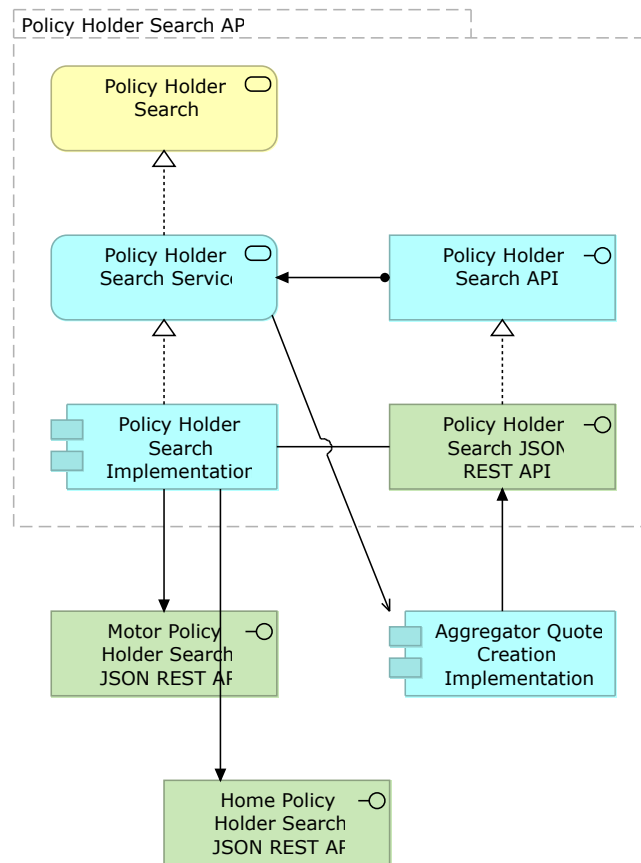 Policy Holder Search AP
Policy Holder
Search
Policy Holder
Search Service
Policy Holder
Search API
Policy Holder
Search
Implementation
Policy Holder
Search JSON
REST API
Motor Policy
Holder Search
JSON REST AP
Aggregator Quote
Creation
Implementation
Home Policy
Holder Search
JSON REST AP